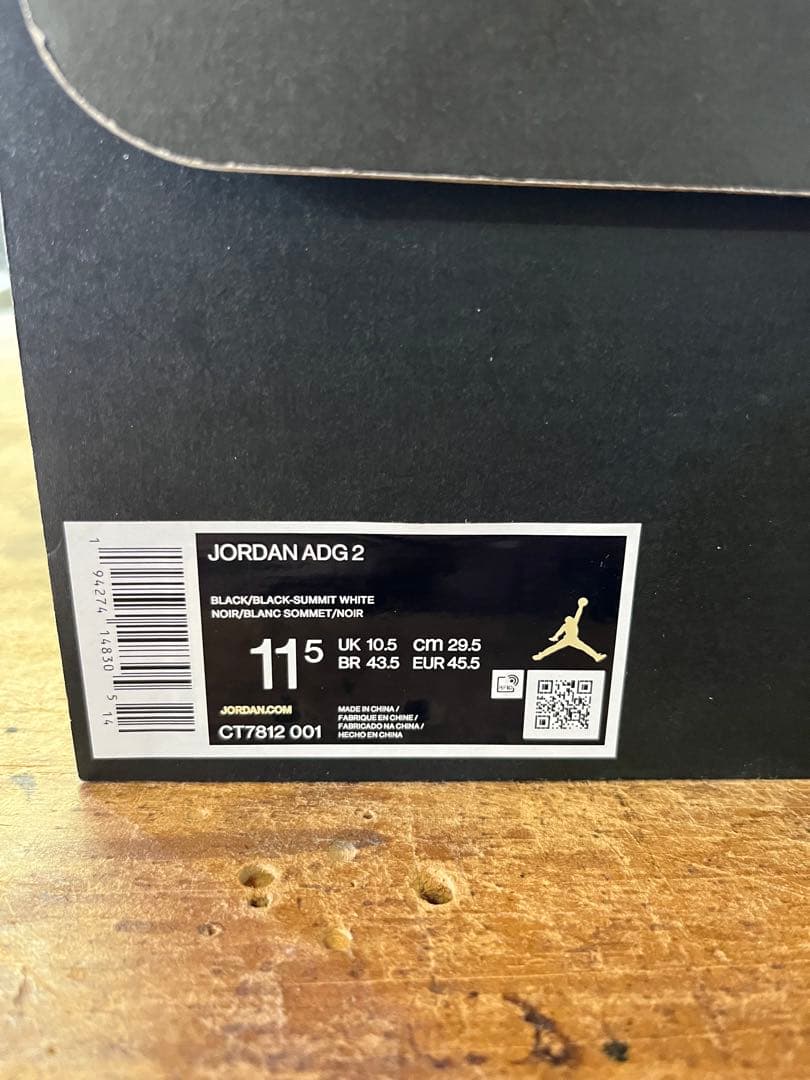 1 94274 14830 514
JORDAN ADG 2
BLACK/BLACK-SUMMIT WHITE
NOIR/BLANC SOMMET/NOIR
11⁵
UK 10.5 cm 29.5
BR 43.5 EUR 45.5
JORDAN.COM
CT7812 001
MADE IN CHINA /
FABRIQUE EN CHINE /
FABRICADO NA CHINA /
HECHO EN CHINA